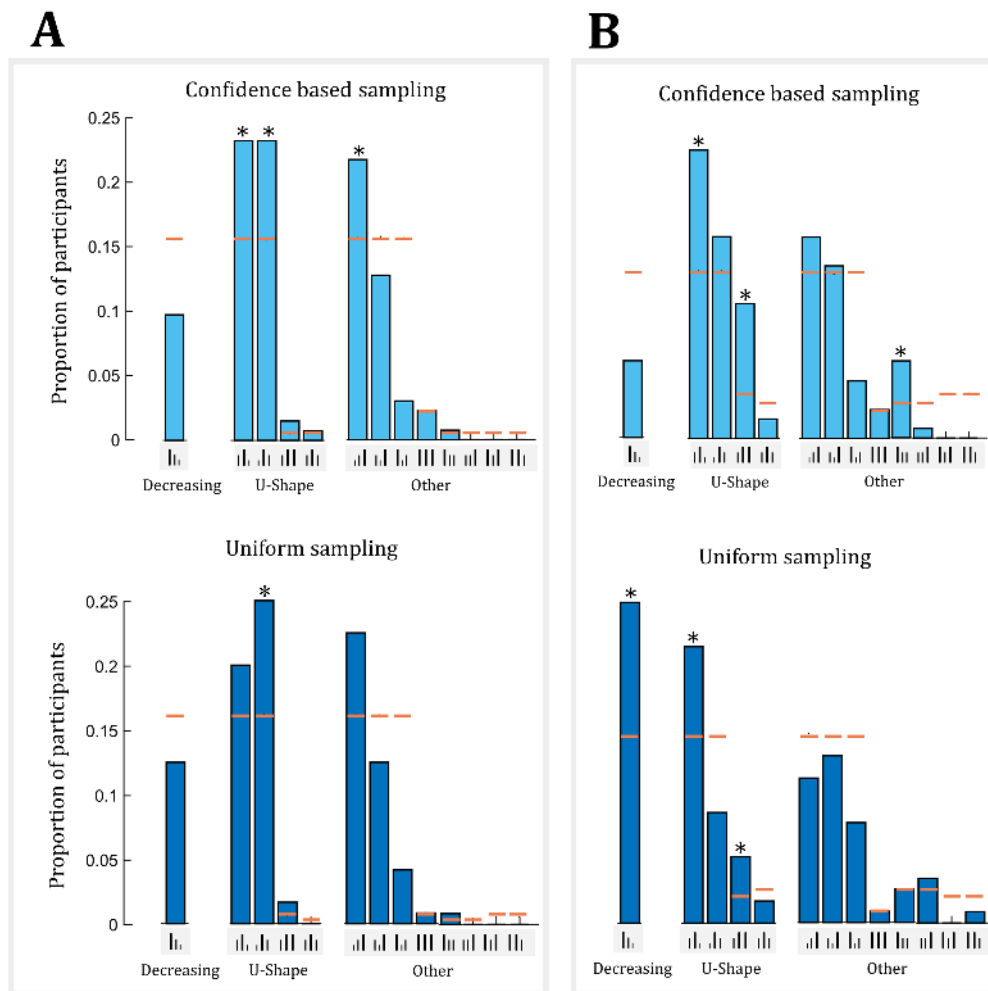 A
Confidence based sampling
Proportion of participants
0.25
0.2
0.15
0.1
0.05
0
* * *
Decreasing U-Shape Other
Uniform sampling
Proportion of participants
0.25
0.2
0.15
0.1
0.05
0
*
Decreasing U-Shape Other
B
Confidence based sampling
* * *
Decreasing U-Shape Other
Uniform sampling
* * *
Decreasing U-Shape Other